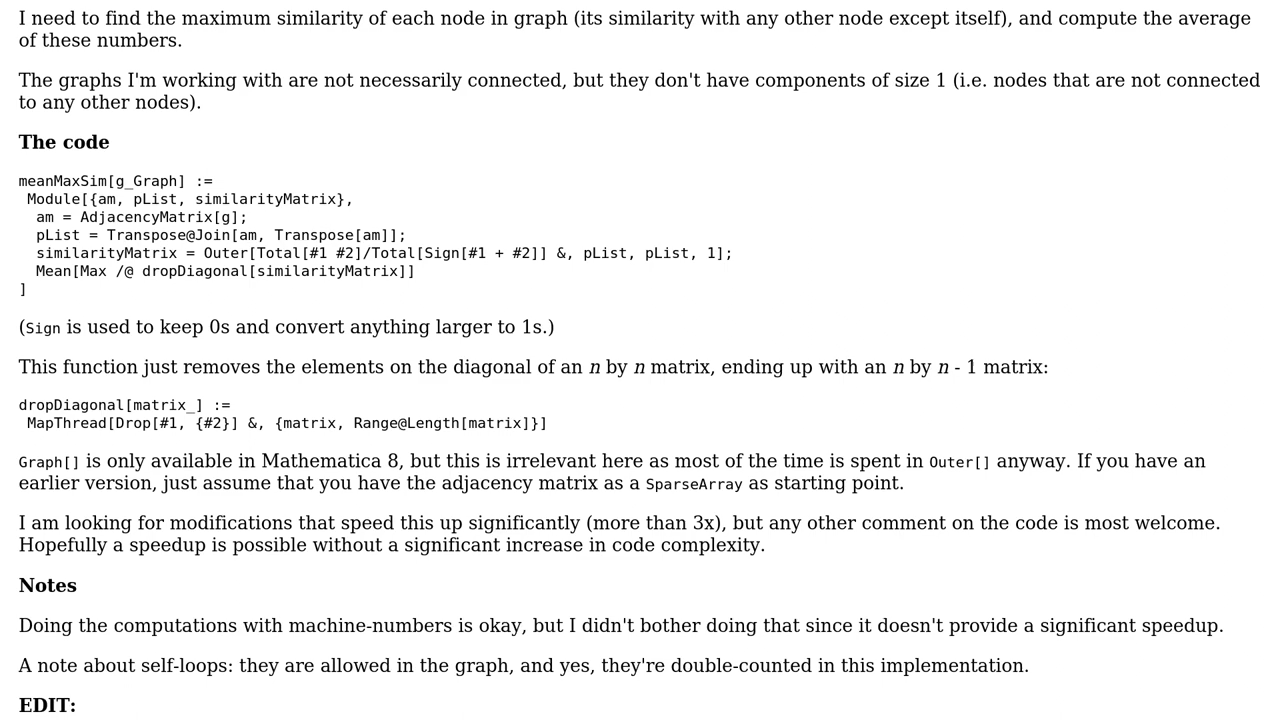 I need to find the maximum similarity of each node in graph (its similarity with any other node except itself), and compute the average
of these numbers.
The graphs I'm working with are not necessarily connected, but they don't have components of size 1 (i.e. nodes that are not connected
to any other nodes).
The code
meanMaxSim[g_Graph] :=
 Module[{am, pList, similarityMatrix},
  am = AdjacencyMatrix[g];
  pList = Transpose@Join[am, Transpose[am]];
  similarityMatrix = Outer[Total[#1 #2]/Total[Sign[#1 + #2]] &, pList, pList, 1];
  Mean[Max /@ dropDiagonal[similarityMatrix]]
]
(Sign is used to keep 0s and convert anything larger to 1s.)
This function just removes the elements on the diagonal of an n by n matrix, ending up with an n by n - 1 matrix:
dropDiagonal[matrix_] :=
 MapThread[Drop[#1, {#2}] &, {matrix, Range@Length[matrix]}]
Graph[] is only available in Mathematica 8, but this is irrelevant here as most of the time is spent in Outer[] anyway. If you have an
earlier version, just assume that you have the adjacency matrix as a SparseArray as starting point.
I am looking for modifications that speed this up significantly (more than 3x), but any other comment on the code is most welcome.
Hopefully a speedup is possible without a significant increase in code complexity.
Notes
Doing the computations with machine-numbers is okay, but I didn't bother doing that since it doesn't provide a significant speedup.
A note about self-loops: they are allowed in the graph, and yes, they're double-counted in this implementation.
EDIT: